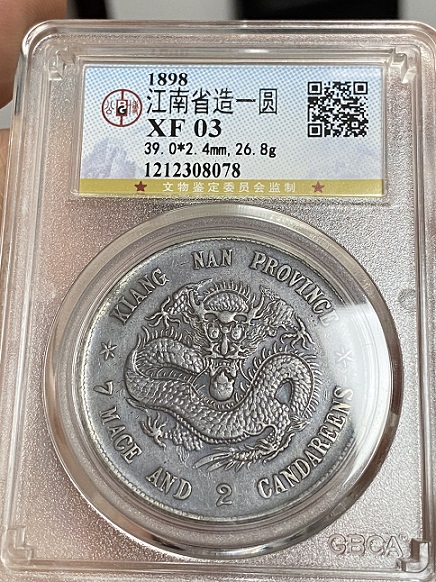 1898
江南省造一圆
XF 03
39.0*2.4mm,26.8g
1212308078
★ 文物鉴定委员会监制 ★
KIANG NAN PROVINCE
7 MACE AND 2 CANDAREENS
GBCA